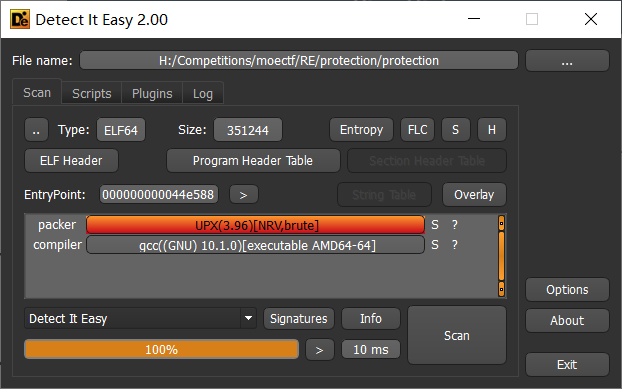 Detect It Easy 2.00
File name: H:/Competitions/moectf/RE/protection/protection ...
Scan Scripts Plugins Log
.. Type: ELF64 Size: 351244 Entropy FLC S H
ELF Header Program Header Table Section Header Table
EntryPoint: 000000000044e588 > String Table Overlay
packer UPX(3.96)[NRV,brute] S ?
compiler gcc((GNU) 10.1.0)[executable AMD64-64] S ?
Options
Detect It Easy Signatures Info Scan About
100% > 10 ms
Exit